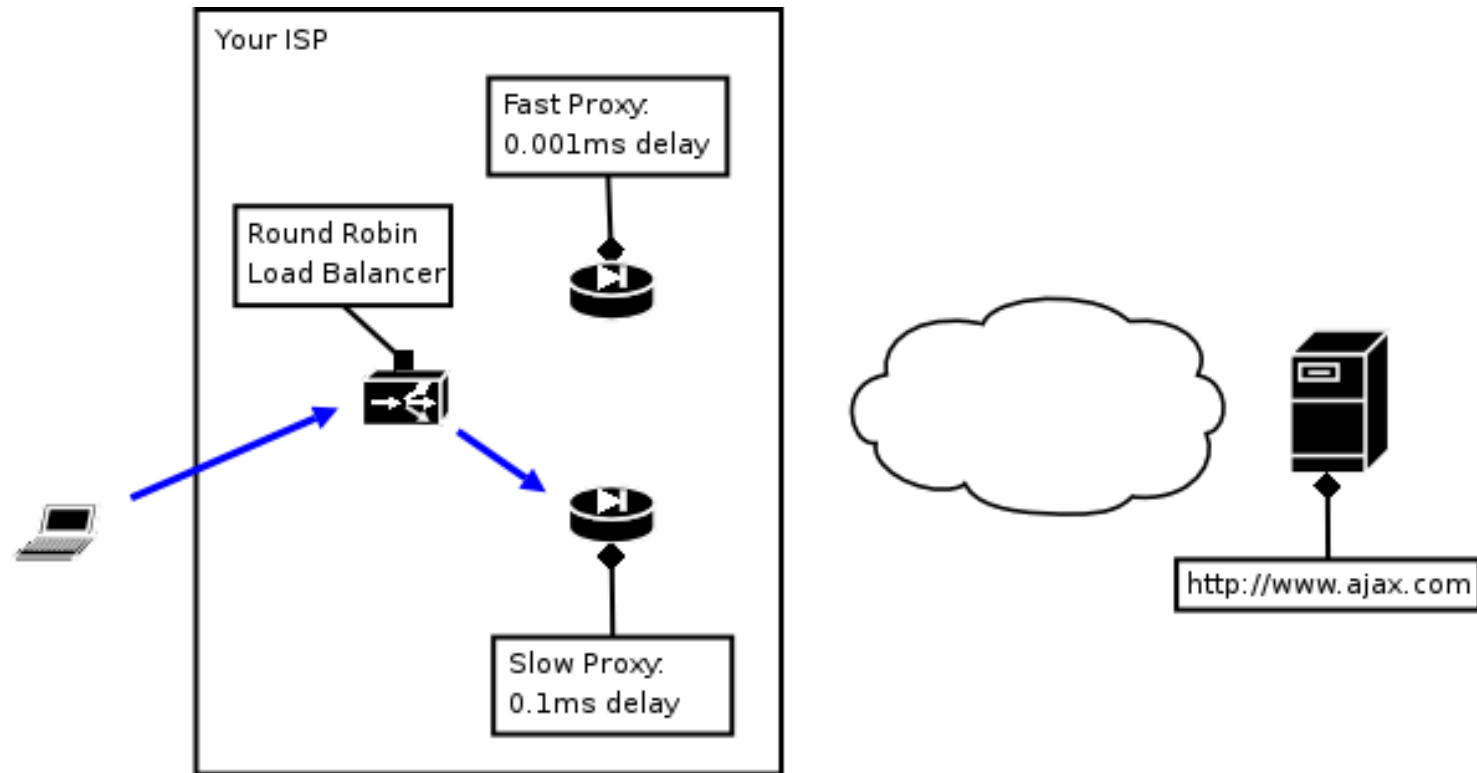 Your ISP
Fast Proxy:
0.001ms delay
Round Robin
Load Balancer
http://www.ajax.com
Slow Proxy:
0.1ms delay